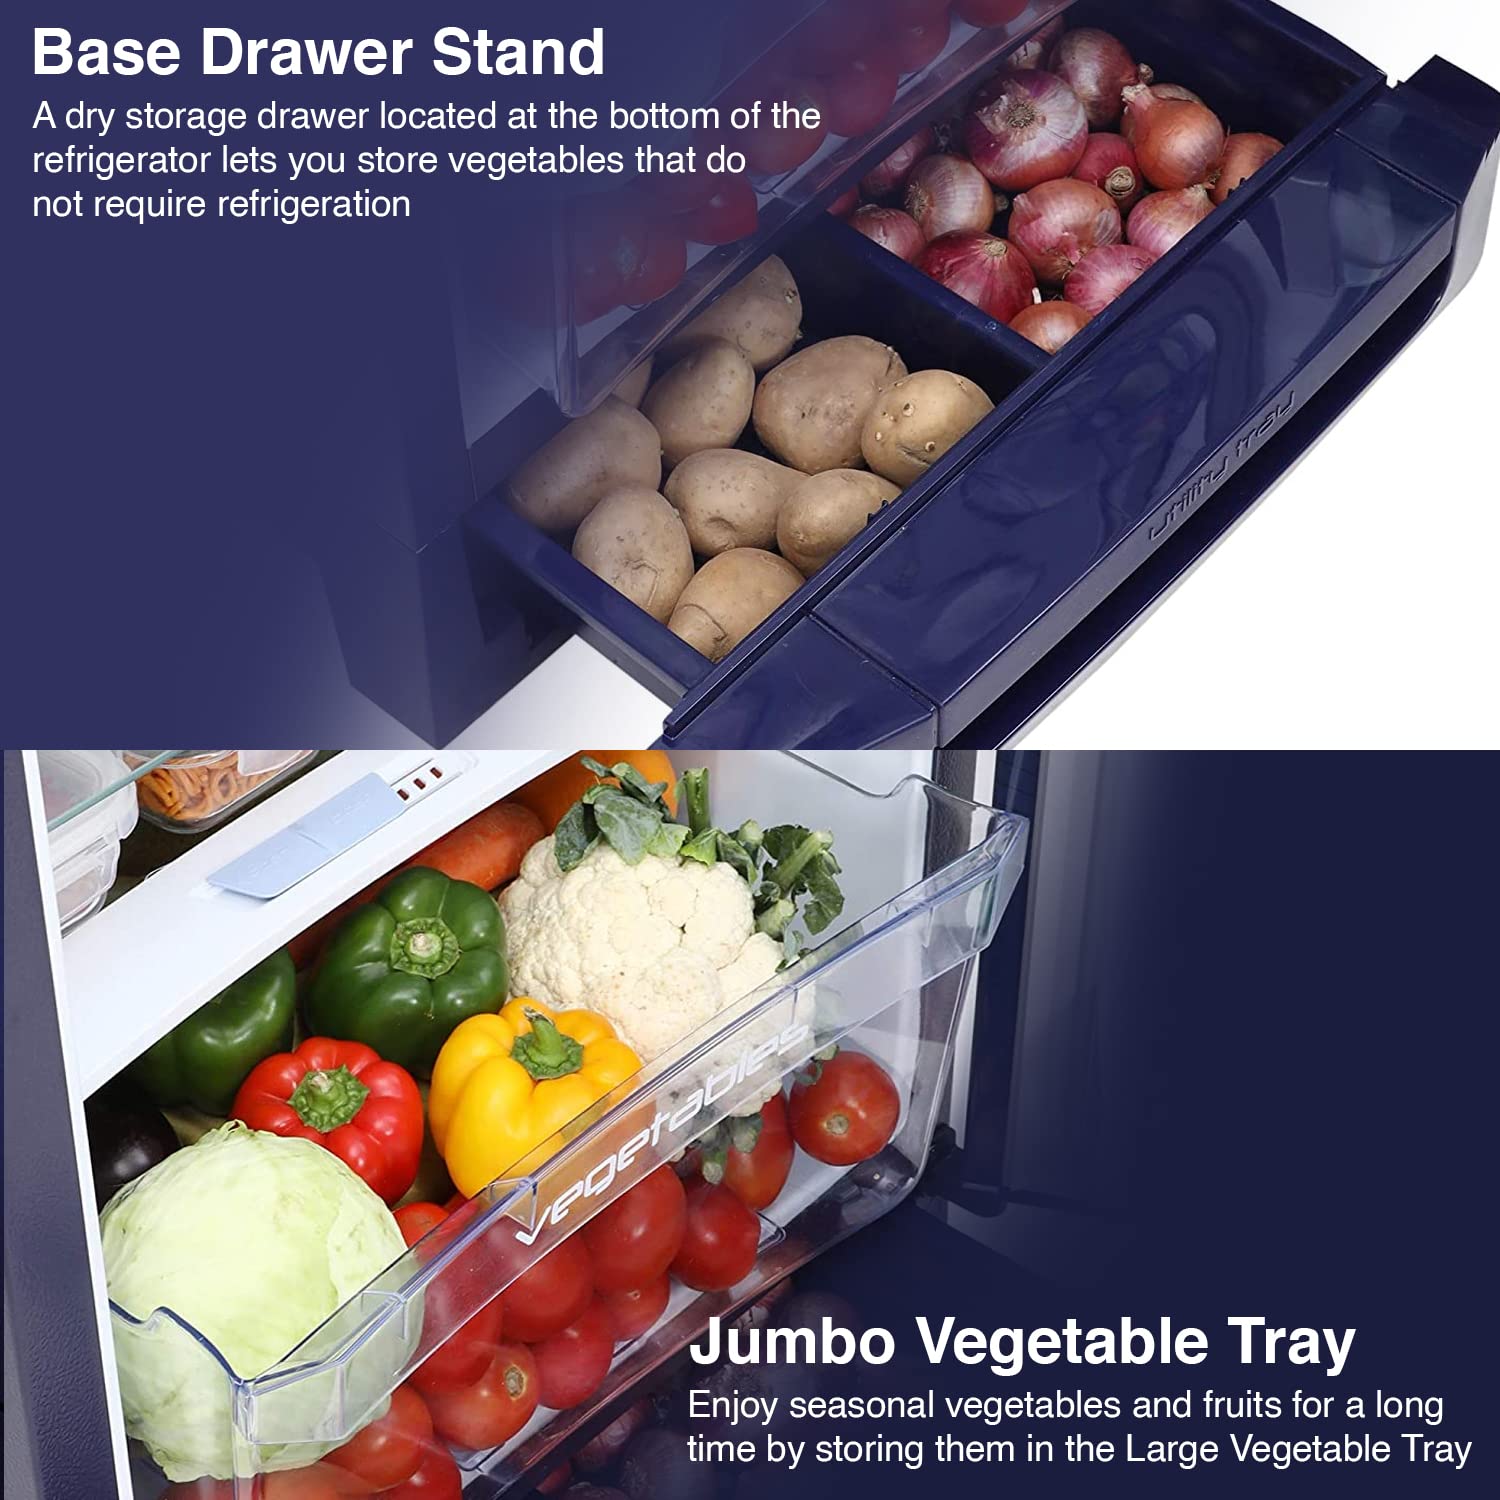 Base Drawer Stand
A dry storage drawer located at the bottom of the
refrigerator lets you store vegetables that do
not require refrigeration
Utility tray
vegetables
Jumbo Vegetable Tray
Enjoy seasonal vegetables and fruits for a long
time by storing them in the Large Vegetable Tray